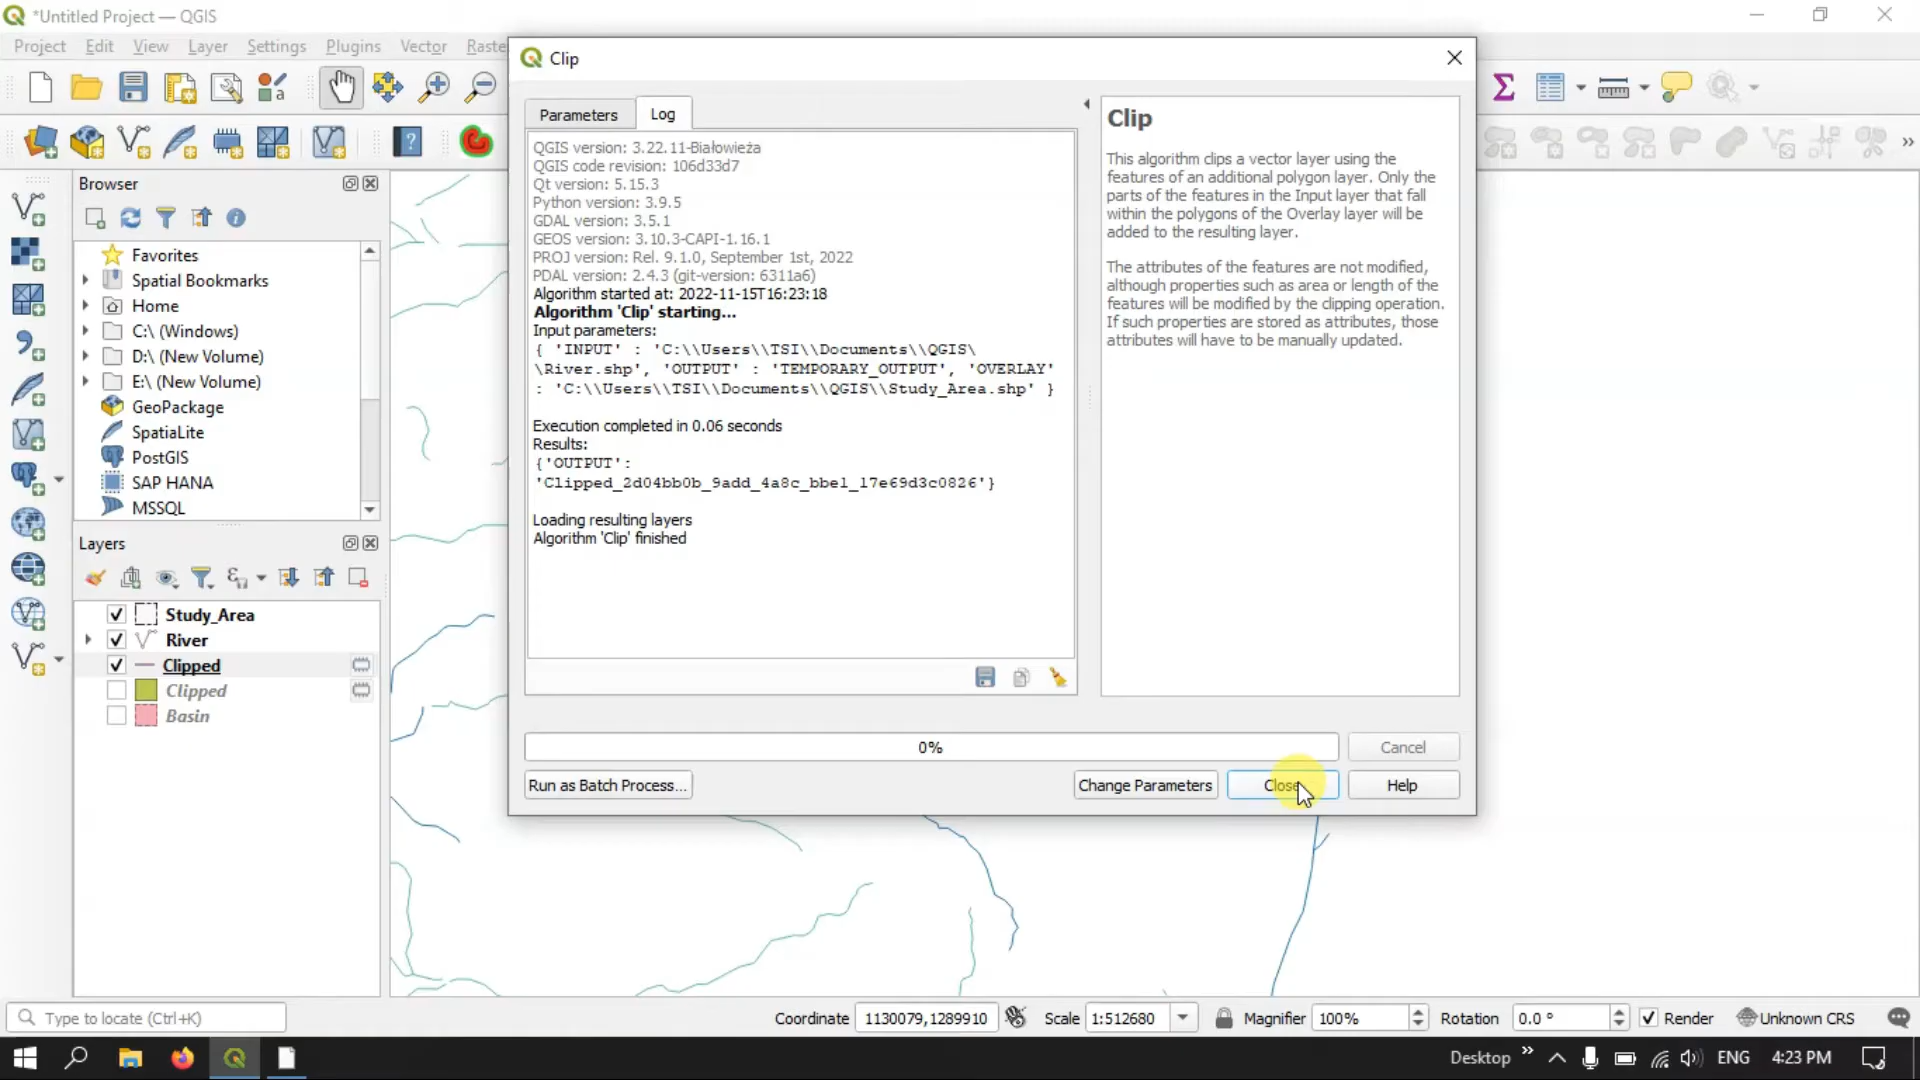 *Untitled Project — QGIS
Project Edit View Layer Settings Plugins Vector Raste
Clip
Parameters Log
QGIS version: 3.22.11-Białowieża
QGIS code revision: 106d33d7
Qt version: 5.15.3
Python version: 3.9.5
GDAL version: 3.5.1
GEOS version: 3.10.3-CAPI-1.16.1
PROJ version: Rel. 9.1.0, September 1st, 2022
PDAL version: 2.4.3 (git-version: 6311a6)
Algorithm started at: 2022-11-15T16:23:18
Algorithm 'Clip' starting...
Input parameters:
{ 'INPUT' : 'C:\\Users\\TSI\\Documents\\QGIS\
\River.shp', 'OUTPUT' : 'TEMPORARY_OUTPUT', 'OVERLAY'
: 'C:\\Users\\TSI\\Documents\\QGIS\\Study_Area.shp' }
Execution completed in 0.06 seconds
Results:
{'OUTPUT':
'Clipped_2d04bb0b_9add_4a8c_bbe1_17e69d3c0826'}
Loading resulting layers
Algorithm 'Clip' finished
Clip
This algorithm clips a vector layer using the
features of an additional polygon layer. Only the
parts of the features in the Input layer that fall
within the polygons of the Overlay layer will be
added to the resulting layer.
The attributes of the features are not modified,
although properties such as area or length of the
features will be modified by the clipping operation.
If such properties are stored as attributes, those
attributes will have to be manually updated.
0%
Cancel
Run as Batch Process...
Change Parameters
Close
Help
Browser
Favorites
Spatial Bookmarks
Home
C:\ (Windows)
D:\ (New Volume)
E:\ (New Volume)
GeoPackage
SpatiaLite
PostGIS
SAP HANA
MSSQL
Layers
Study_Area
River
Clipped
Clipped
Basin
Type to locate (Ctrl+K)
Coordinate 1130079,1289910
Scale 1:512680
Magnifier 100%
Rotation 0.0 °
Render
Unknown CRS
Desktop
ENG
4:23 PM